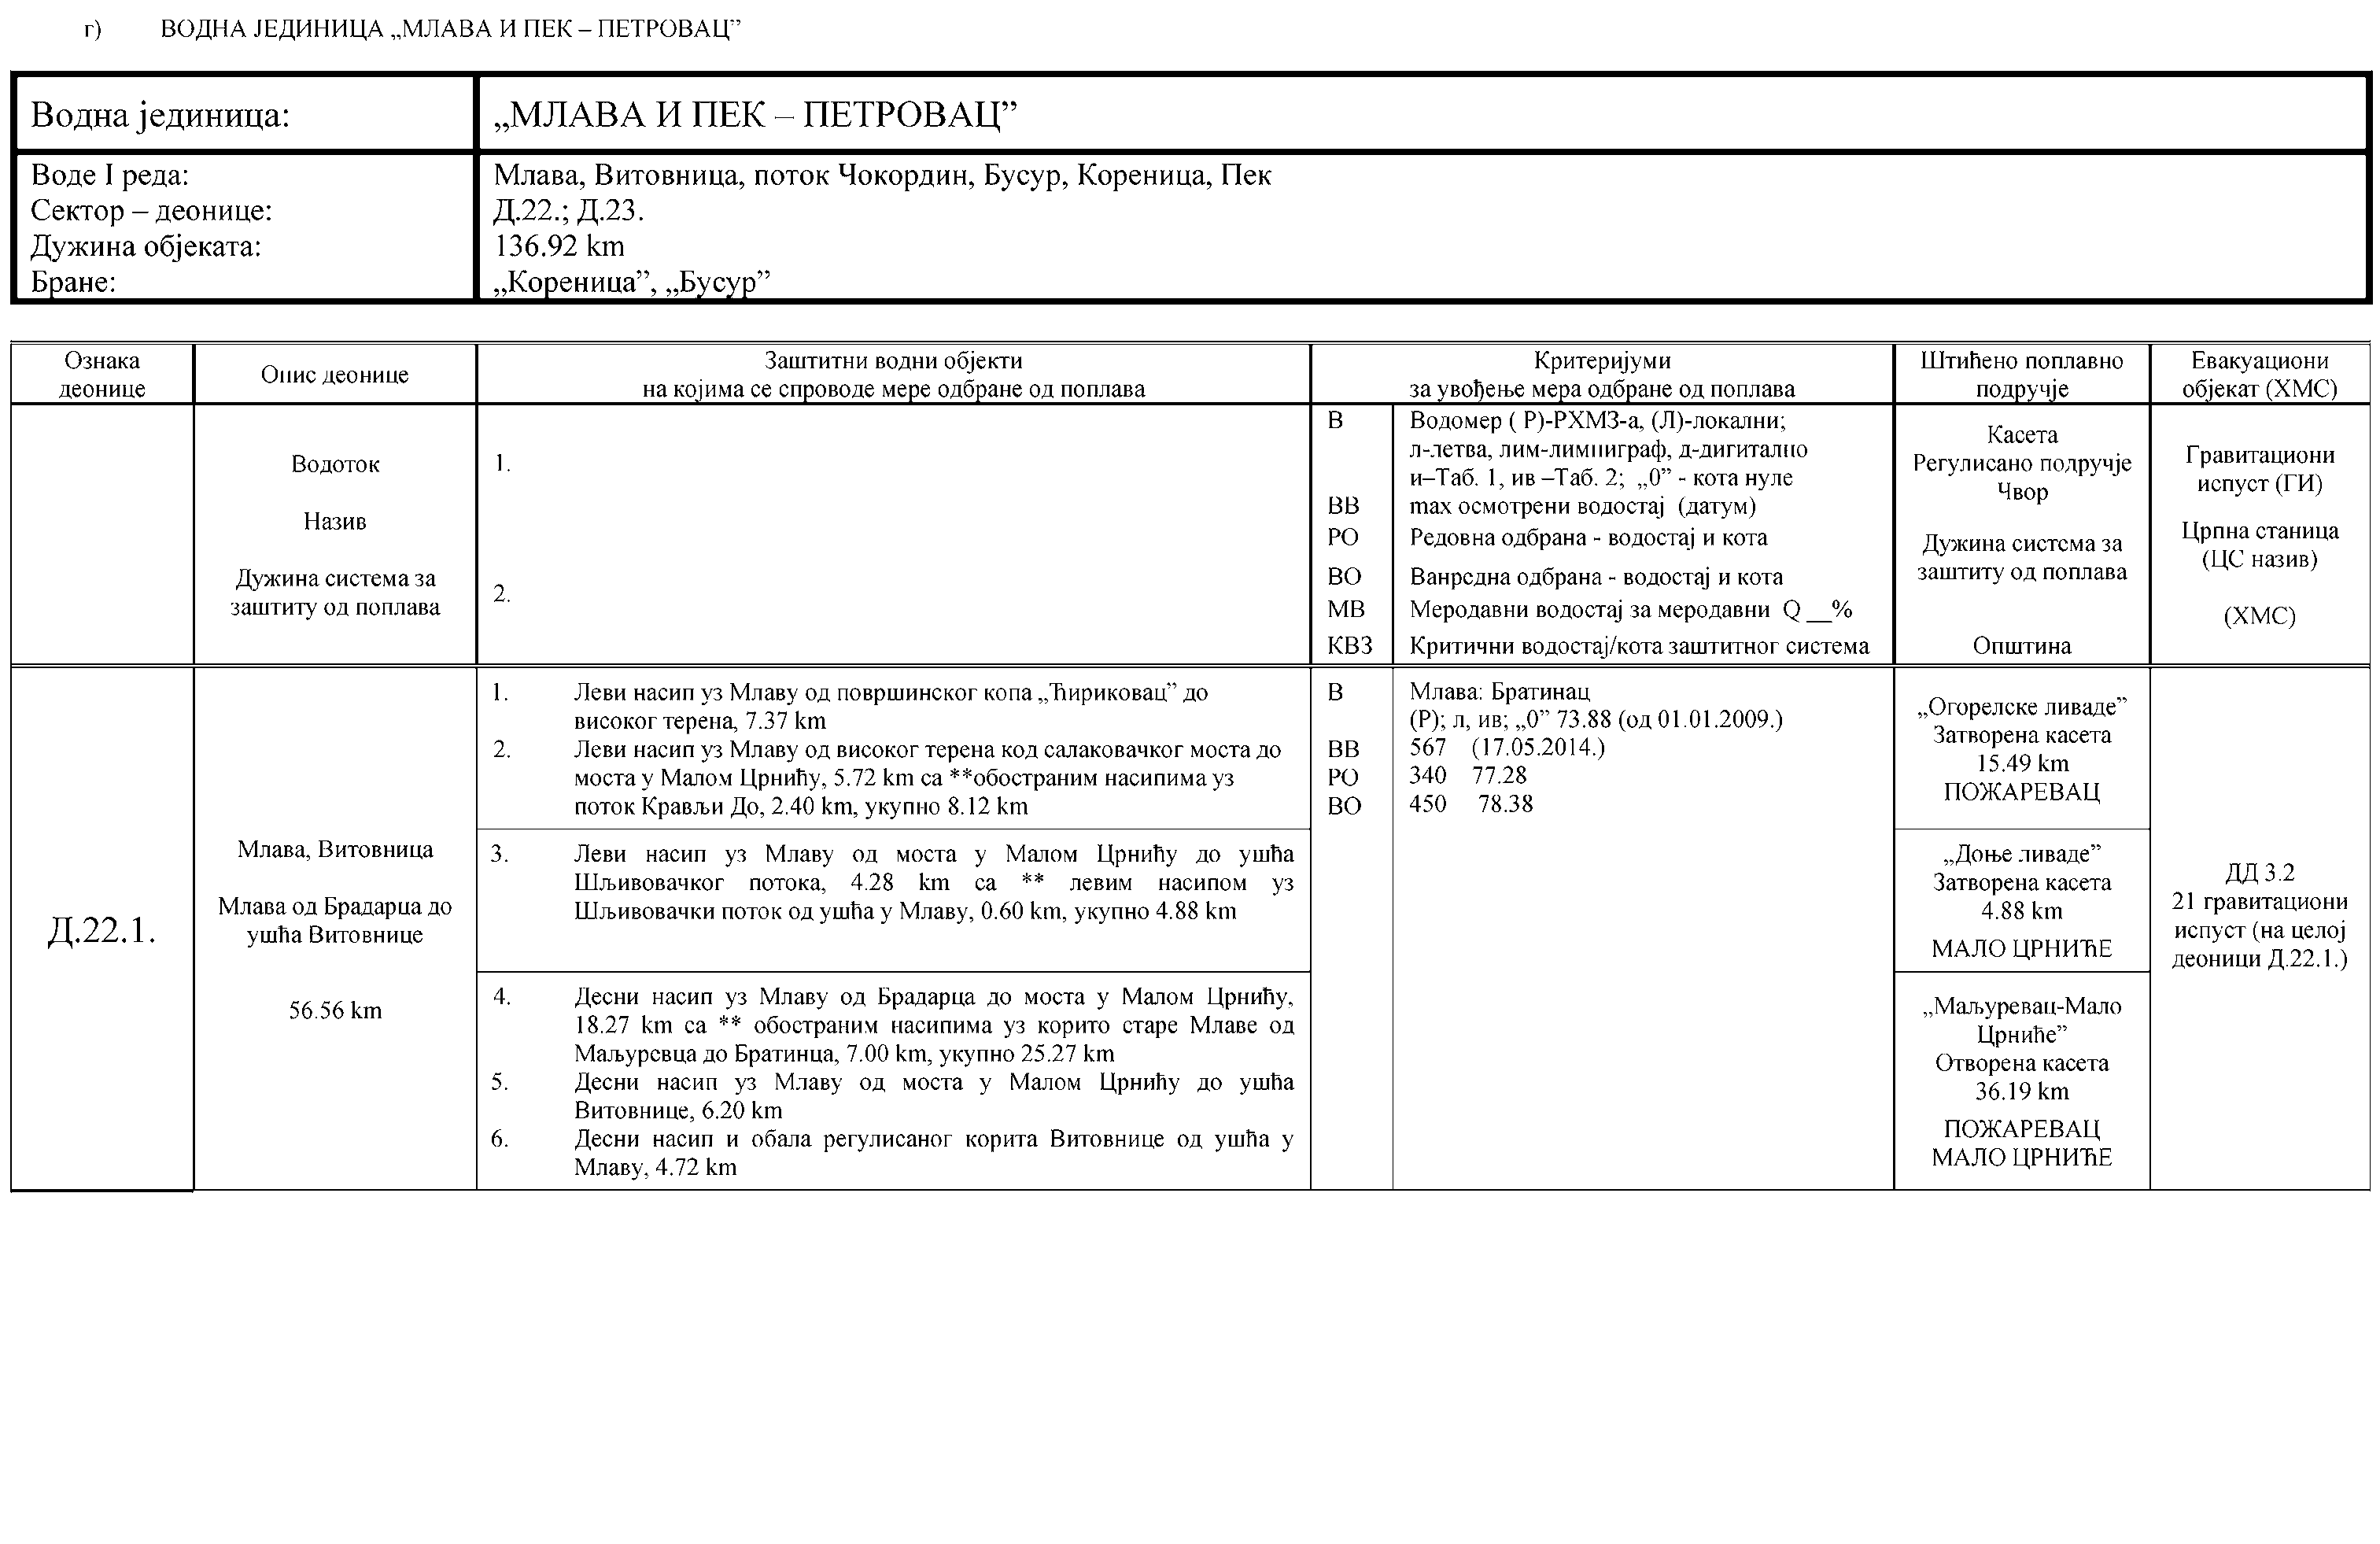 г) ВОДНА ЈЕДИНИЦА „МЛАВА И ПЕК – ПЕТРОВАЦ”
Водна јединица: „МЛАВА И ПЕК – ПЕТРОВАЦ”
Воде I реда: Млава, Витовница, поток Чокордин, Бусур, Кореница, Пек
Сектор – деонице: Д.22.; Д.23.
Дужина објеката: 136.92 km
Бране: „Кореница”, „Бусур”
Ознака
деонице
Опис деонице
Заштитни водни објекти
на којима се спроводе мере одбране од поплава
Критеријуми
за увођење мера одбране од поплава
Штићено поплавно
подручје
Евакуациони
објекат (ХМС)
Водоток
Назив
Дужина система за
заштиту од поплава
1.
2.
В Водомер ( Р)-РХМЗ-а, (Л)-локални;
л-летва, лим-лимниграф, д-дигитално
и–Таб. 1, ив –Таб. 2; „0” - кота нуле
ВВ max осмотрени водостај (датум)
РО Редовна одбрана - водостај и кота
ВО Ванредна одбрана - водостај и кота
МВ Меродавни водостај за меродавни Q __%
КВЗ Критични водостај/кота заштитног система
Касета
Регулисано подручје
Чвор
Дужина система за
заштиту од поплава
Општина
Гравитациони
испуст (ГИ)
Црпна станица
(ЦС назив)
(ХМС)
Д.22.1.
Млава, Витовница
Млава од Брадарца до
ушћа Витовнице
56.56 km
1. Леви насип уз Млаву од површинског копа „Ћириковац” до
високог терена, 7.37 km
2. Леви насип уз Млаву од високог терена код салаковачког моста до
моста у Малом Црнићу, 5.72 km са **обостраним насипима уз
поток Крављи До, 2.40 km, укупно 8.12 km
3. Леви насип уз Млаву од моста у Малом Црнићу до ушћа
Шљивовачког потока, 4.28 km са ** левим насипом уз
Шљивовачки поток од ушћа у Млаву, 0.60 km, укупно 4.88 km
4. Десни насип уз Млаву од Брадарца до моста у Малом Црнићу,
18.27 km са ** обостраним насипима уз корито старе Млаве од
Маљуревца до Братинца, 7.00 km, укупно 25.27 km
5. Десни насип уз Млаву од моста у Малом Црнићу до ушћа
Витовнице, 6.20 km
6. Десни насип и обала регулисаног корита Витовнице од ушћа у
Млаву, 4.72 km
В Млава: Братинац
(Р); л, ив; „0” 73.88 (од 01.01.2009.)
ВВ 567 (17.05.2014.)
РО 340 77.28
ВО 450 78.38
„Огорелске ливаде”
Затворена касета
15.49 km
ПОЖАРЕВАЦ
„Доње ливаде”
Затворена касета
4.88 km
МАЛО ЦРНИЋЕ
„Маљуревац-Мало
Црниће”
Отворена касета
36.19 km
ПОЖАРЕВАЦ
МАЛО ЦРНИЋЕ
ДД 3.2
21 гравитациони
испуст (на целој
деоници Д.22.1.)